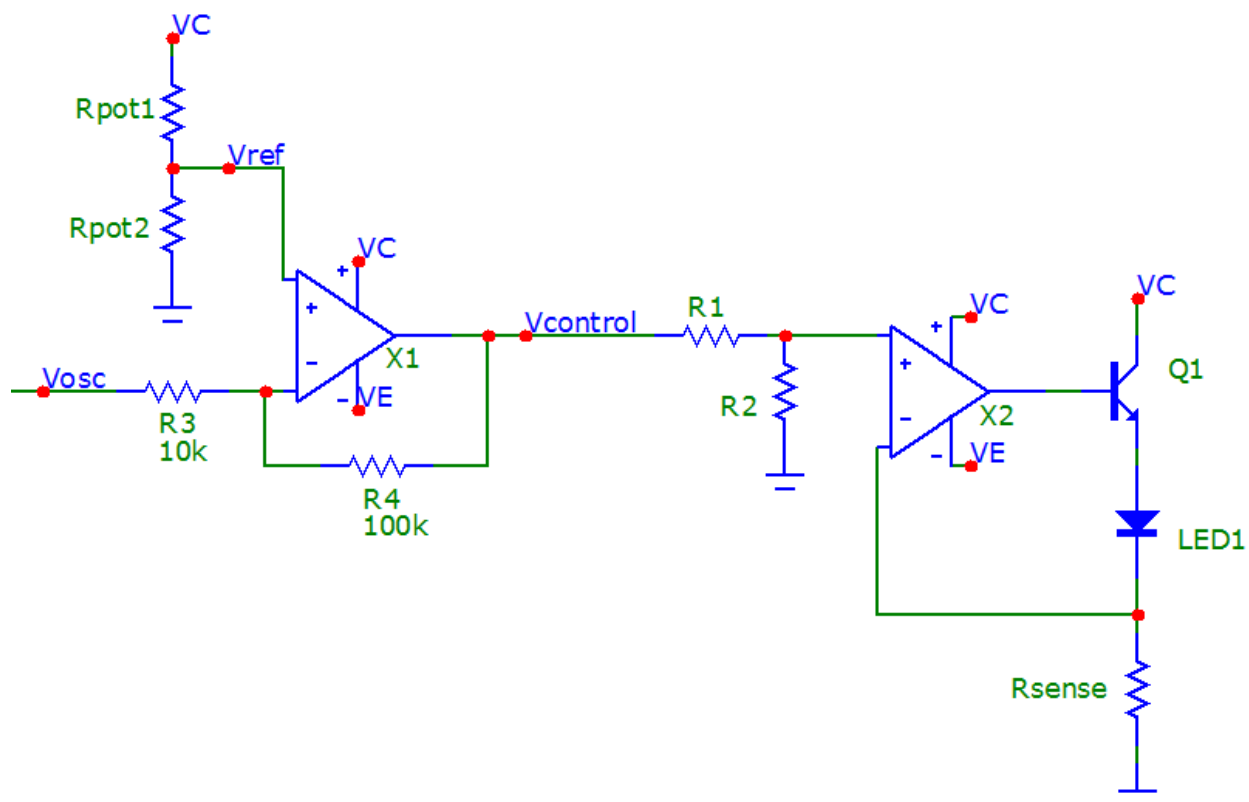 VC
Rpot1
Vref
Rpot2
VC
+
+
-
X1
VE
-
Vosc
R3
10k
R4
100k
Vcontrol
R1
R2
VC
+
+
-
X2
VE
-
VC
Q1
LED1
Rsense